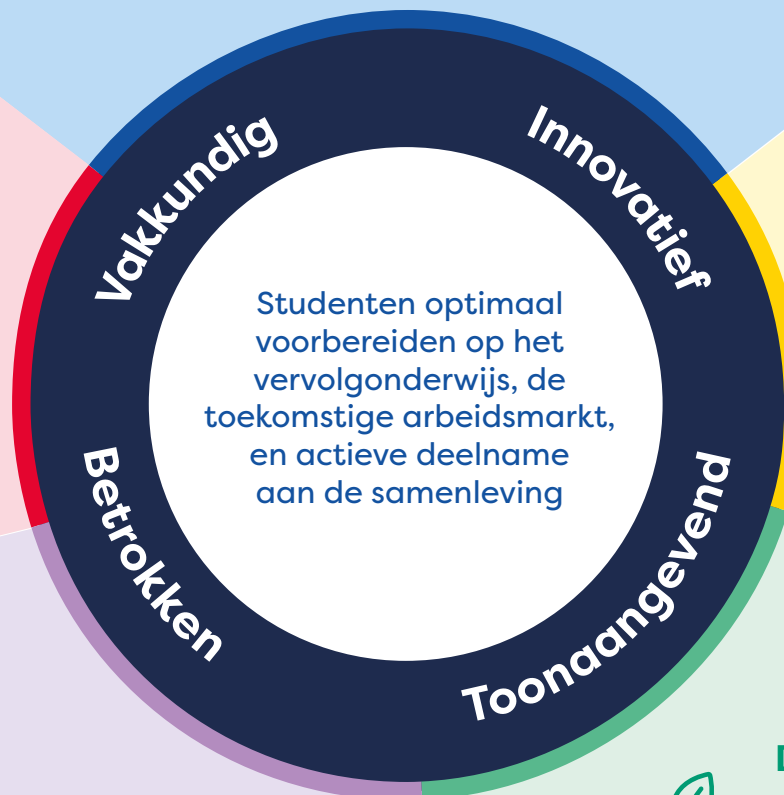 Vakkundig
Innovatief
Studenten optimaal
voorbereiden op het
vervolgonderwijs, de
toekomstige arbeidsmarkt,
en actieve deelname
aan de samenleving
Betrokken
Toonaangevend